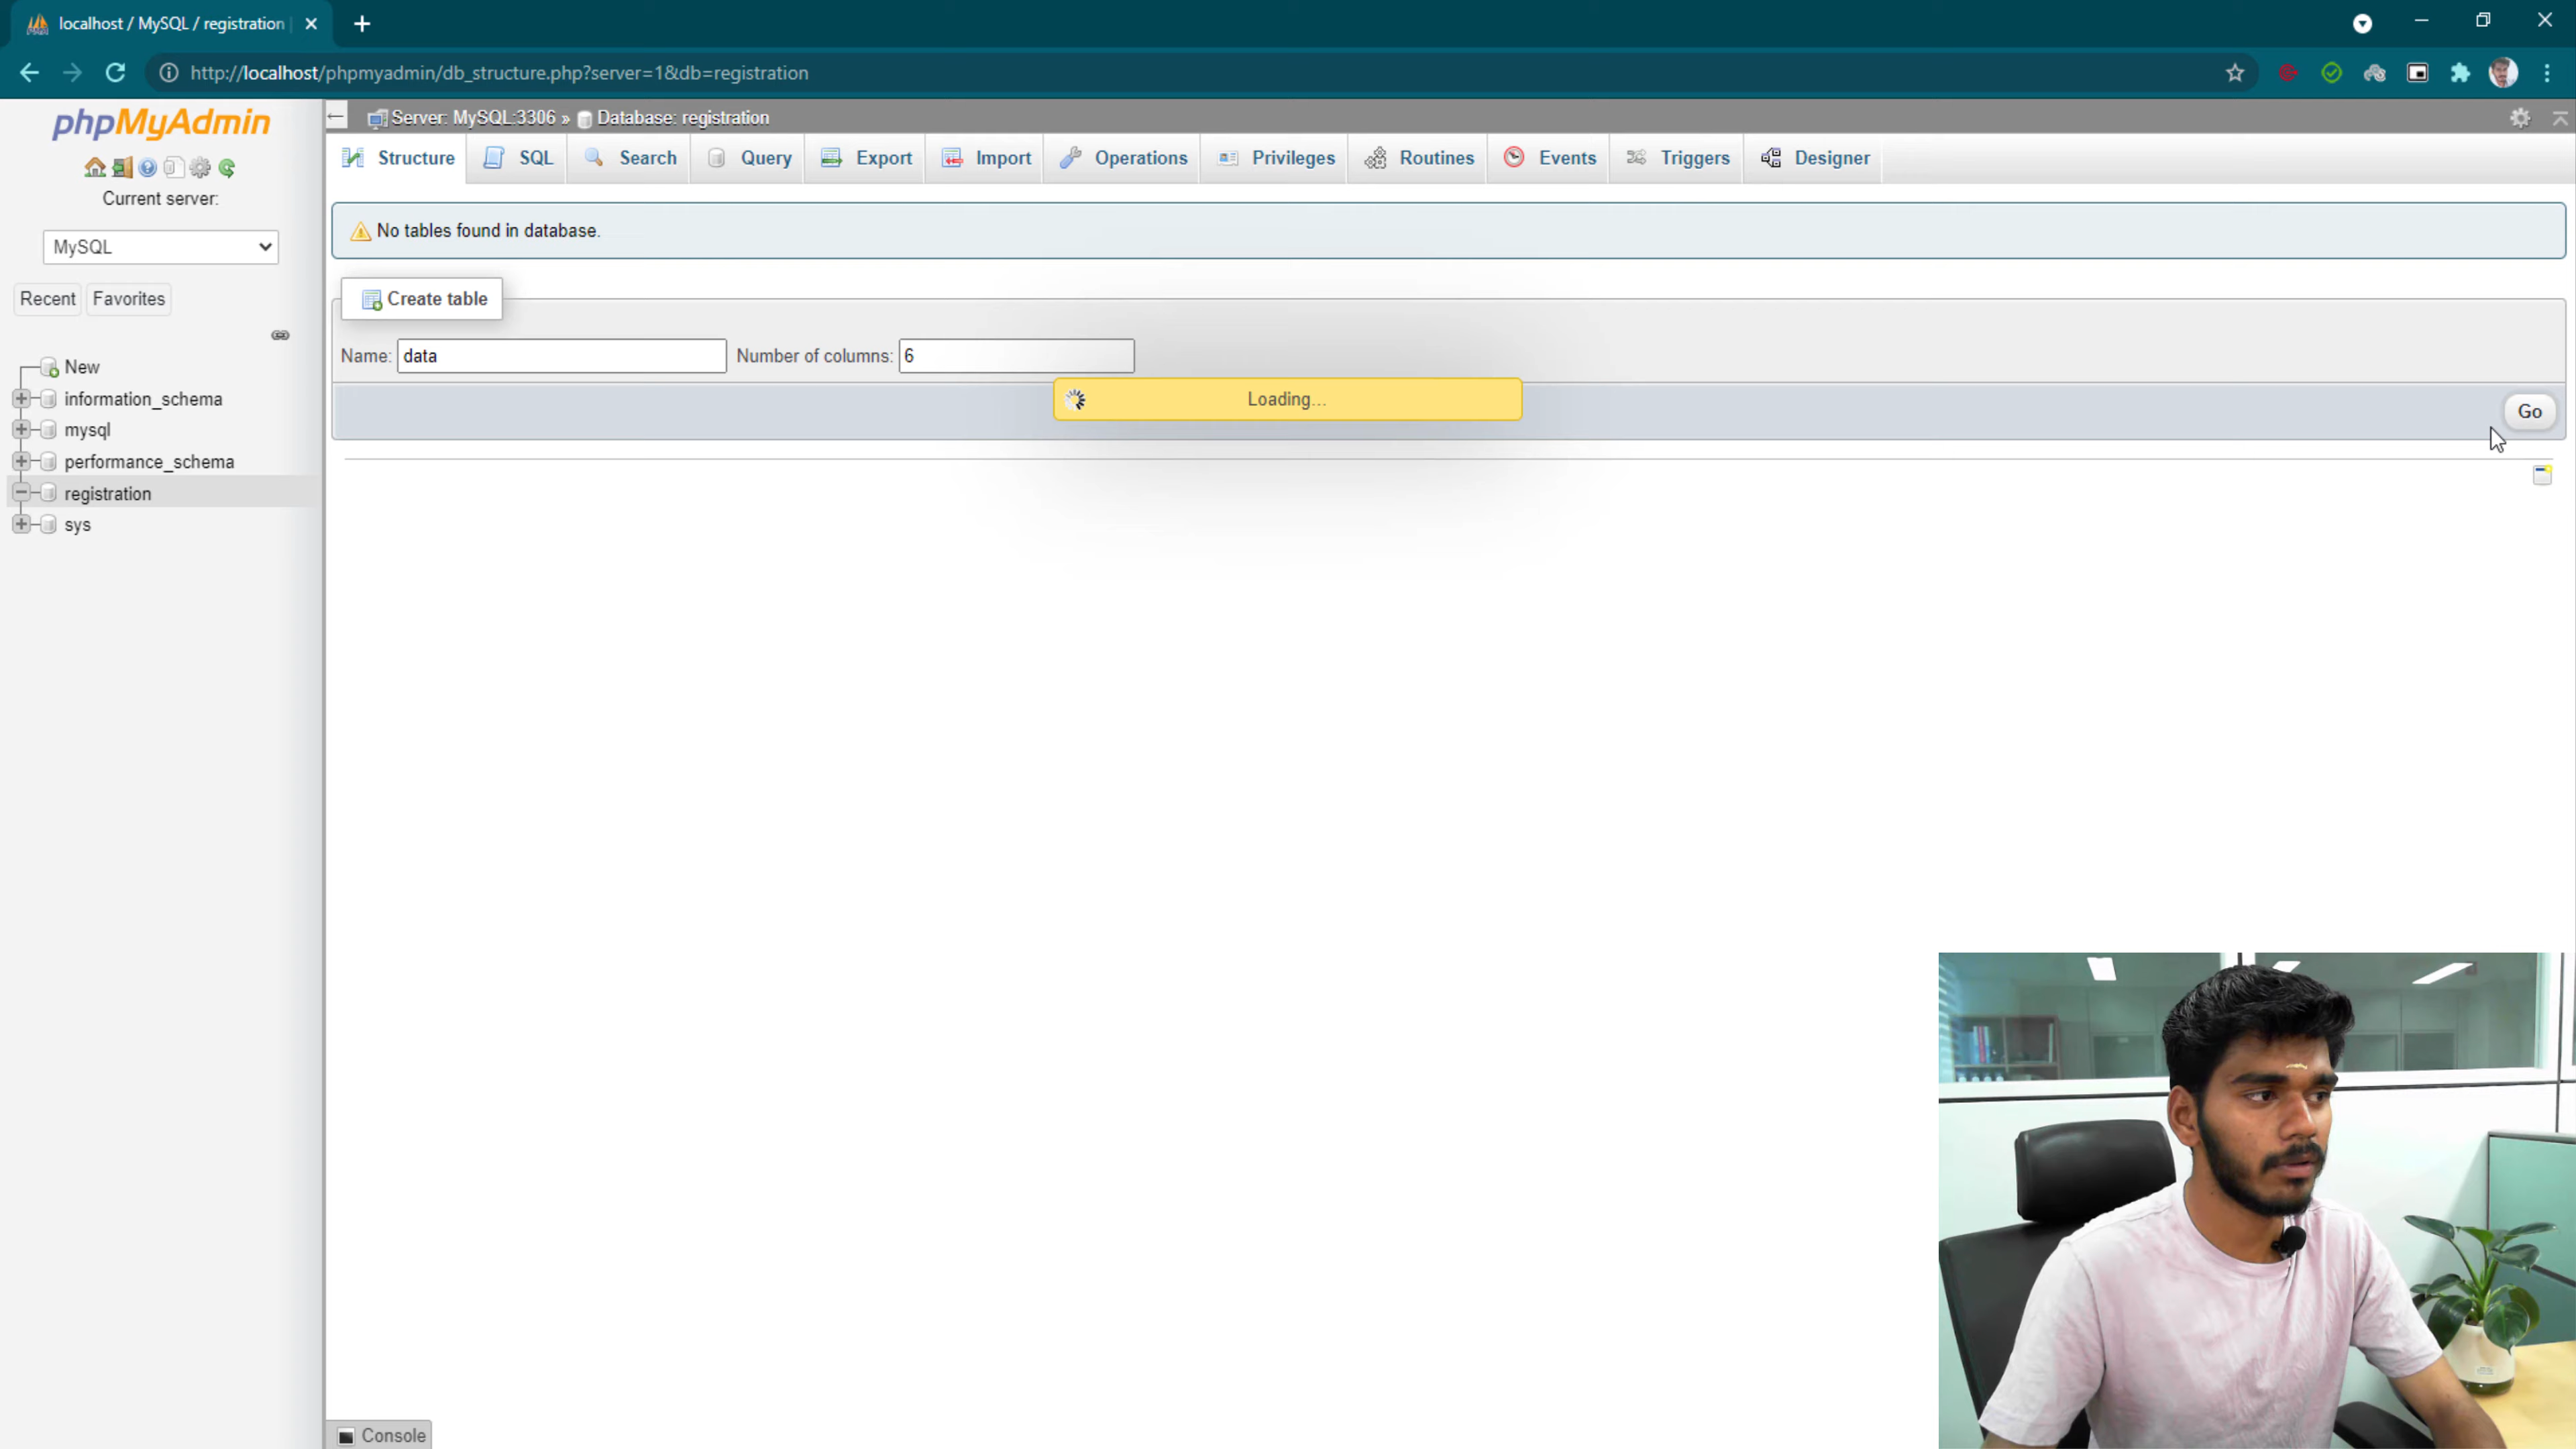 localhost / MySQL / registration
http://localhost/phpmyadmin/db_structure.php?server=1&db=registration
phpMyAdmin
Current server:
MySQL
Recent Favorites
New
information_schema
mysql
performance_schema
registration
sys
Server: MySQL:3306 » Database: registration
Structure SQL Search Query Export Import Operations Privileges Routines Events Triggers Designer
No tables found in database.
Create table
Name: data Number of columns: 6
Loading...
Go
Console